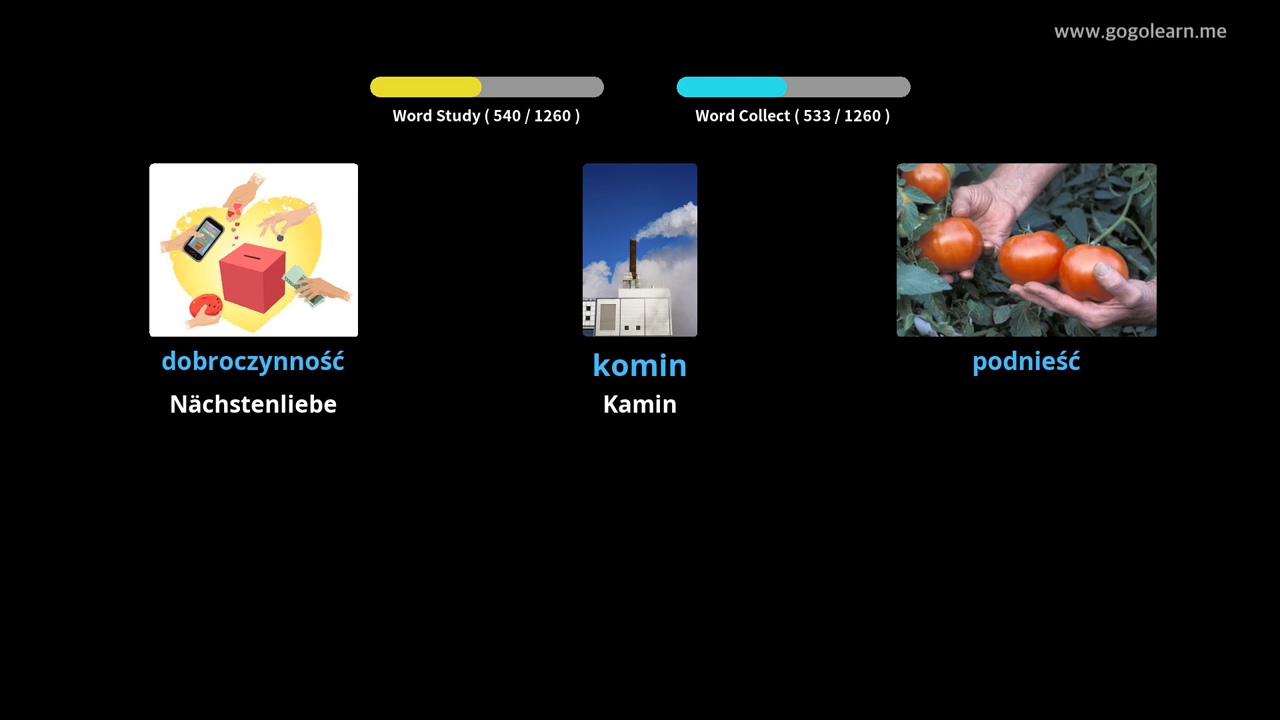 www.gogolearn.me
Word Study ( 540 / 1260 )
Word Collect ( 533 / 1260 )
dobroczynność
komin
podnieść
Nächstenliebe
Kamin